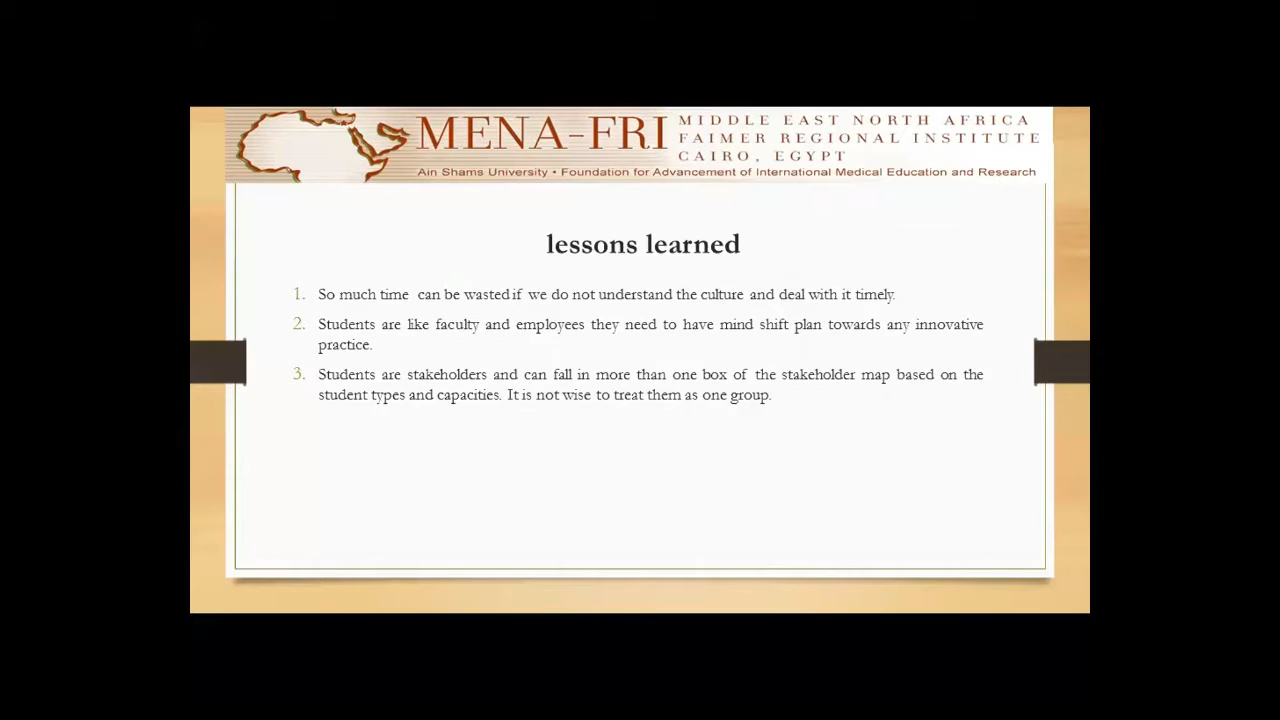 MENA-FRI
MIDDLE EAST NORTH AFRICA
FAIMER REGIONAL INSTITUTE
CAIRO, EGYPT
Ain Shams University • Foundation for Advancement of International Medical Education and Research
lessons learned
1. So much time can be wasted if we do not understand the culture and deal with it timely.
2. Students are like faculty and employees they need to have mind shift plan towards any innovative
practice.
3. Students are stakeholders and can fall in more than one box of the stakeholder map based on the
student types and capacities. It is not wise to treat them as one group.